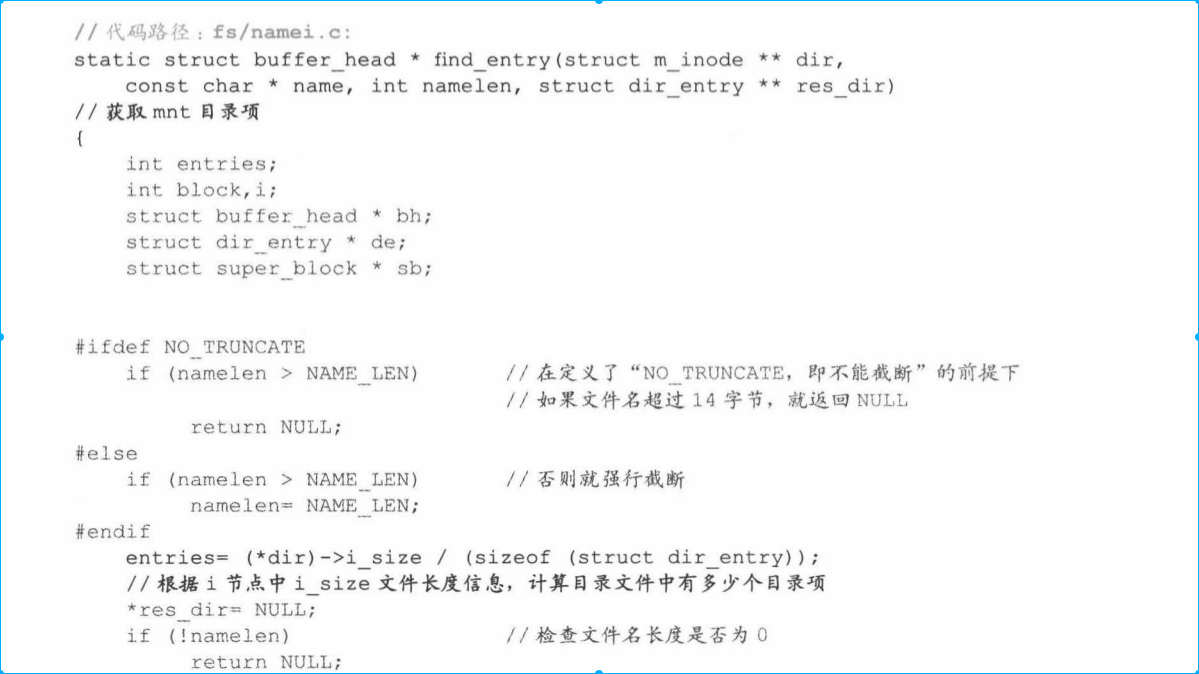 // 代码路径：fs/namei.c:
static struct buffer_head * find_entry(struct m_inode ** dir,
    const char * name, int namelen, struct dir_entry ** res_dir)
// 获取 mnt 目录项
{
    int entries;
    int block,i;
    struct buffer_head * bh;
    struct dir_entry * de;
    struct super_block * sb;
#ifdef NO_TRUNCATE
    if (namelen > NAME_LEN)        // 在定义了“NO_TRUNCATE，即不能截断”的前提下
                                   // 如果文件名超过 14 字节，就返回 NULL
         return NULL;
#else
    if (namelen > NAME_LEN)        // 否则就强行截断
         namelen= NAME_LEN;
#endif
    entries= (*dir)->i_size / (sizeof (struct dir_entry));
    // 根据 i 节点中 i_size 文件长度信息，计算目录文件中有多少个目录项
    *res_dir= NULL;
    if (!namelen)                  // 检查文件名长度是否为 0
         return NULL;